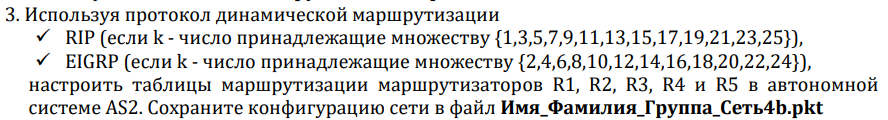 3. Используя протокол динамической маршрутизации
✓ RIP (если k - число принадлежащие множеству {1,3,5,7,9,11,13,15,17,19,21,23,25}),
✓ EIGRP (если k - число принадлежащие множеству {2,4,6,8,10,12,14,16,18,20,22,24}),
настроить таблицы маршрутизации маршрутизаторов R1, R2, R3, R4 и R5 в автономной
системе AS2. Сохраните конфигурацию сети в файл Имя_Фамилия_Группа_Сеть4b.pkt